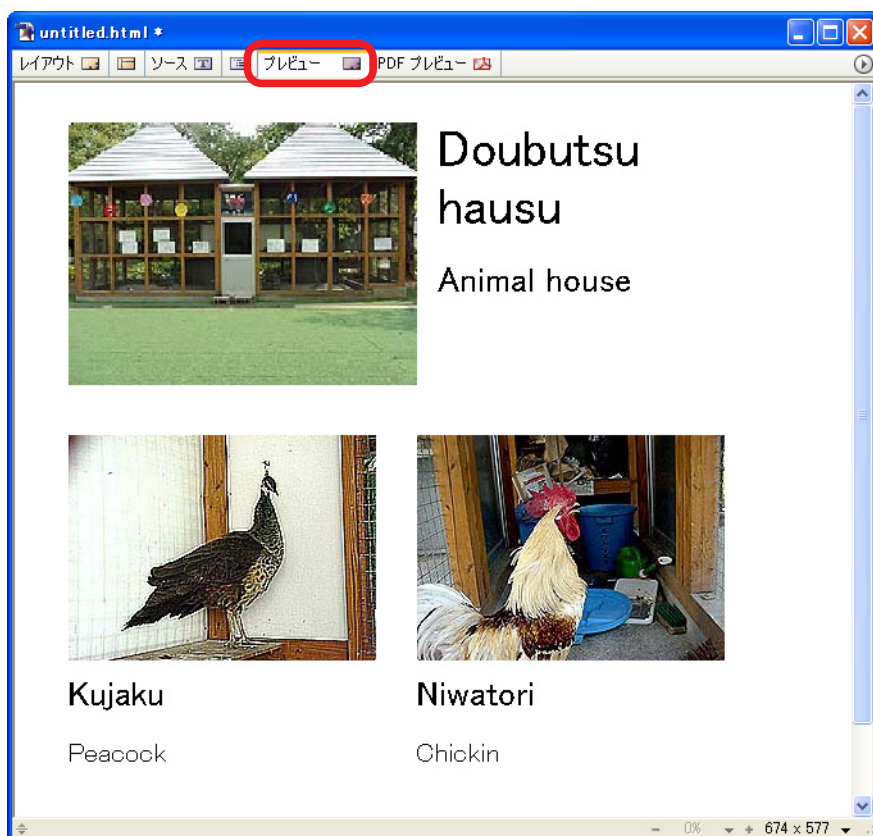 untitled.html *
レイアウト ソース プレビュー PDF プレビュー
Doubutsu
hausu
Animal house
Kujaku
Niwatori
Peacock
Chickin
0% 674 x 577